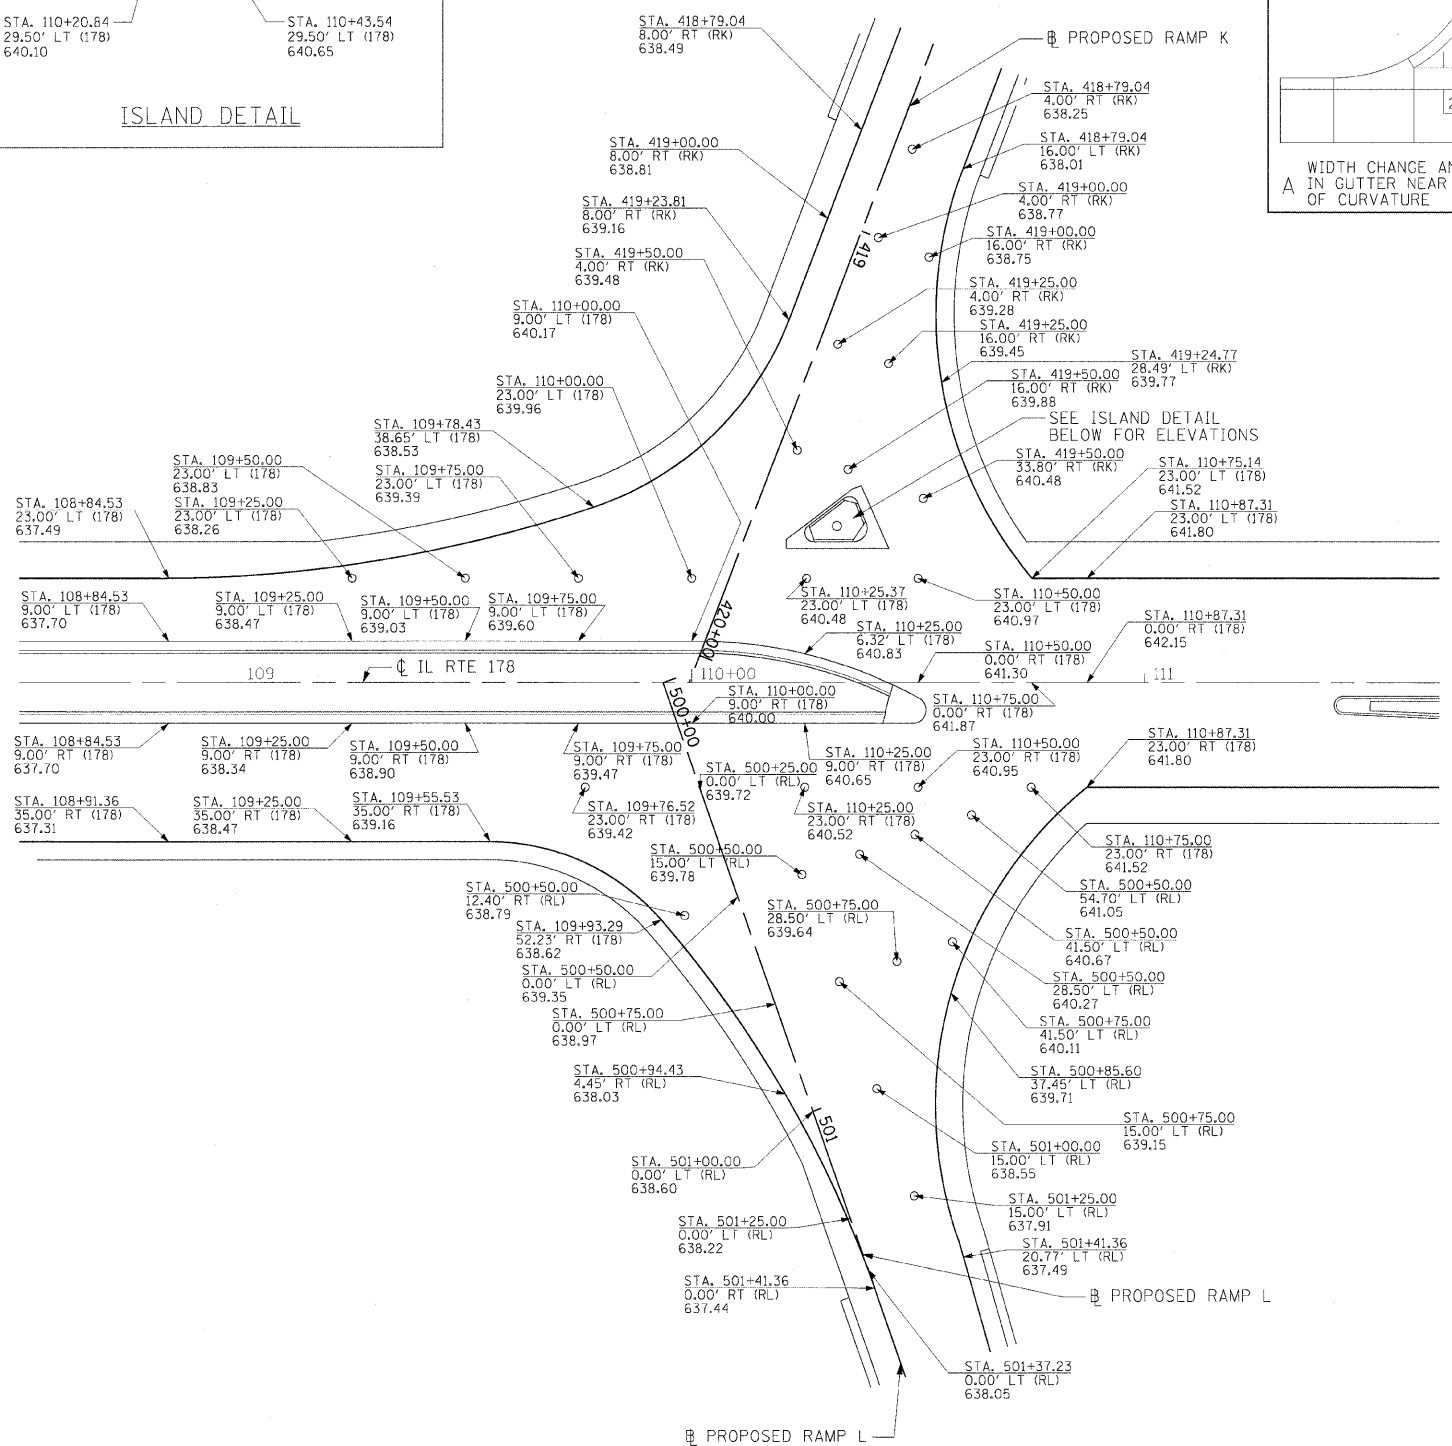 STA. 110+20.84
29.50' LT (178)
640.10
STA. 110+43.54
29.50' LT (178)
640.65
ISLAND DETAIL
STA. 418+79.04
8.00' RT (RK)
638.49
PROPOSED RAMP K
A
WIDTH CHANGE
IN GUTTER NEAR
OF CURVATURE
STA. 418+79.04
4.00' RT (RK)
638.25
STA. 418+79.04
16.00' LT (RK)
638.01
STA. 419+00.00
8.00' RT (RK)
638.81
STA. 419+00.00
4.00' RT (RK)
638.77
STA. 419+23.81
8.00' RT (RK)
639.16
STA. 419+00.00
16.00' RT (RK)
638.75
419
STA. 419+50.00
4.00' RT (RK)
639.48
STA. 419+25.00
4.00' RT (RK)
639.28
STA. 110+00.00
9.00' LT (178)
640.17
STA. 419+25.00
16.00' RT (RK)
639.45
STA. 419+24.77
28.49' LT (RK)
639.77
STA. 110+00.00
23.00' LT (178)
639.96
STA. 419+50.00
16.00' RT (RK)
639.88
SEE ISLAND DETAIL
BELOW FOR ELEVATIONS
STA. 109+78.43
38.65' LT (178)
638.53
STA. 419+50.00
33.80' RT (RK)
640.48
STA. 109+50.00
23.00' LT (178)
638.83
STA. 109+75.00
23.00' LT (178)
639.39
STA. 110+75.14
23.00' LT (178)
641.52
STA. 108+84.53
23.00' LT (178)
637.49
STA. 109+25.00
23.00' LT (178)
638.26
STA. 110+87.31
23.00' LT (178)
641.80
STA. 108+84.53
9.00' LT (178)
637.70
STA. 109+25.00
9.00' LT (178)
638.47
STA. 109+50.00
9.00' LT (178)
639.03
STA. 109+75.00
9.00' LT (178)
639.60
STA. 110+25.37
23.00' LT (178)
640.48
STA. 110+50.00
23.00' LT (178)
640.97
420+00
STA. 110+25.00
6.32' LT (178)
640.83
STA. 110+87.31
0.00' RT (178)
642.15
STA. 110+50.00
0.00' RT (178)
641.30
109
℄ IL RTE 178
110+00
111
500+00
STA. 110+00.00
9.00' RT (178)
640.00
STA. 110+75.00
0.00' RT (178)
641.87
STA. 108+84.53
9.00' RT (178)
637.70
STA. 109+25.00
9.00' RT (178)
638.34
STA. 109+50.00
9.00' RT (178)
638.90
STA. 109+75.00
9.00' RT (178)
639.47
STA. 500+25.00
0.00' LT (RL)
639.72
STA. 110+25.00
9.00' RT (178)
640.65
STA. 110+50.00
23.00' RT (178)
640.95
STA. 110+87.31
23.00' RT (178)
641.80
STA. 108+91.36
35.00' RT (178)
637.31
STA. 109+25.00
35.00' RT (178)
638.47
STA. 109+55.53
35.00' RT (178)
639.16
STA. 109+76.52
23.00' RT (178)
639.42
STA. 110+25.00
23.00' RT (178)
640.52
STA. 110+75.00
23.00' RT (178)
641.52
STA. 500+50.00
15.00' LT (RL)
639.78
STA. 500+50.00
12.40' RT (RL)
638.79
STA. 500+50.00
54.70' LT (RL)
641.05
STA. 500+75.00
28.50' LT (RL)
639.64
STA. 109+93.29
52.23' RT (178)
638.62
STA. 500+50.00
41.50' LT (RL)
640.67
STA. 500+50.00
0.00' LT (RL)
639.35
STA. 500+50.00
28.50' LT (RL)
640.27
STA. 500+75.00
0.00' LT (RL)
638.97
STA. 500+75.00
41.50' LT (RL)
640.11
STA. 500+94.43
4.45' RT (RL)
638.03
STA. 500+85.60
37.45' LT (RL)
639.71
501
STA. 500+75.00
15.00' LT (RL)
639.15
STA. 501+00.00
0.00' LT (RL)
638.60
STA. 501+00.00
15.00' LT (RL)
638.55
STA. 501+25.00
0.00' LT (RL)
638.22
STA. 501+25.00
15.00' LT (RL)
637.91
STA. 501+41.36
20.77' LT (RL)
637.49
STA. 501+41.36
0.00' RT (RL)
637.44
PROPOSED RAMP L
STA. 501+37.23
0.00' LT (RL)
638.05
PROPOSED RAMP L